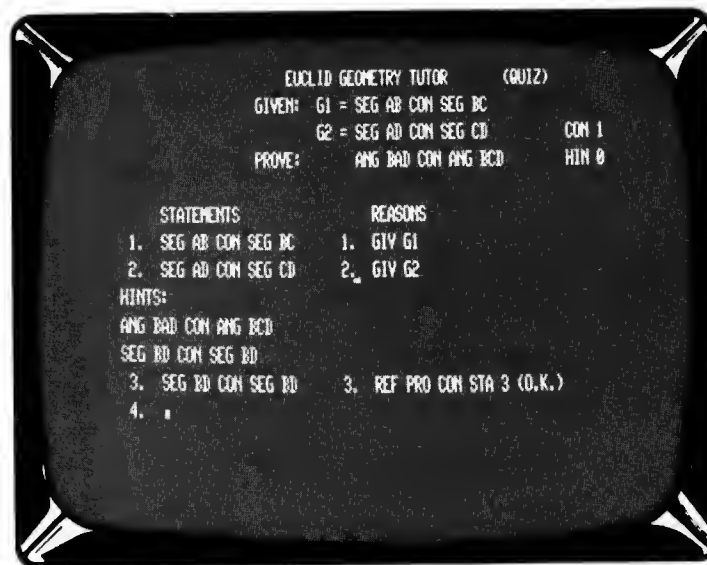 EUCLID GEOMETRY TUTOR (QUIZ)
GIVEN: G1 = SEG AB CON SEG BC
G2 = SEG AD CON SEG CD CON 1
PROVE: ANG BAD CON ANG BCD HIN 0
STATEMENTS REASONS
1. SEG AB CON SEG BC 1. GIV G1
2. SEG AD CON SEG CD 2. GIV G2
HINTS:
ANG BAD CON ANG BCD
SEG BD CON SEG BD
3. SEG BD CON SEG BD 3. REF PRO CON STA 3 (O.K.)
4.